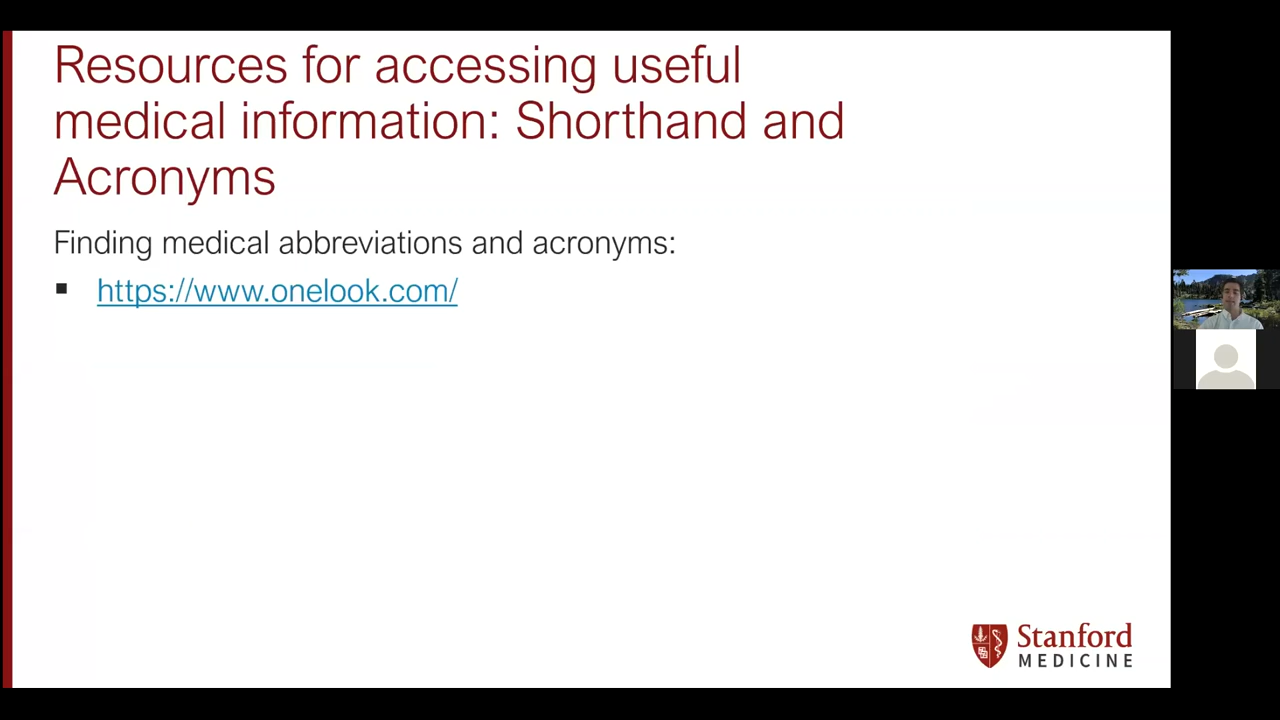 Resources for accessing useful
medical information: Shorthand and
Acronyms
Finding medical abbreviations and acronyms:
▪ https://www.onelook.com/
Stanford
MEDICINE